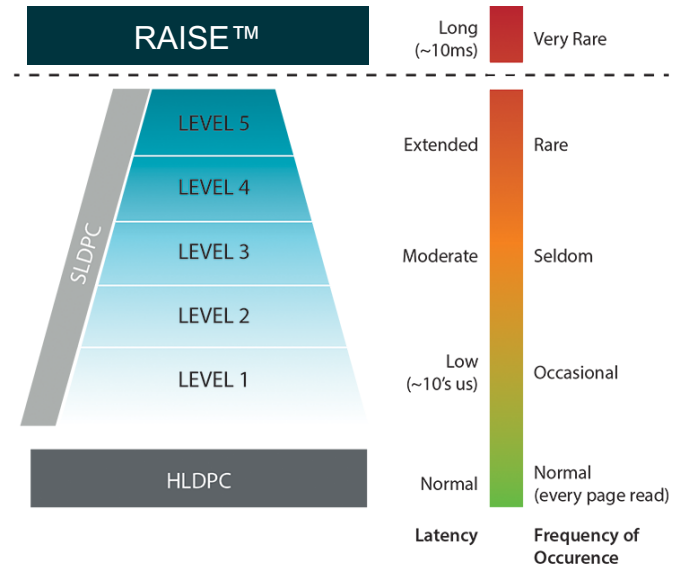 RAISE™
Long
(~10ms)
Very Rare
SLDPC
LEVEL 5
Extended
Rare
LEVEL 4
LEVEL 3
Moderate
Seldom
LEVEL 2
LEVEL 1
Low
(~10's us)
Occasional
HLDPC
Normal
Normal
(every page read)
Latency
Frequency of
Occurence